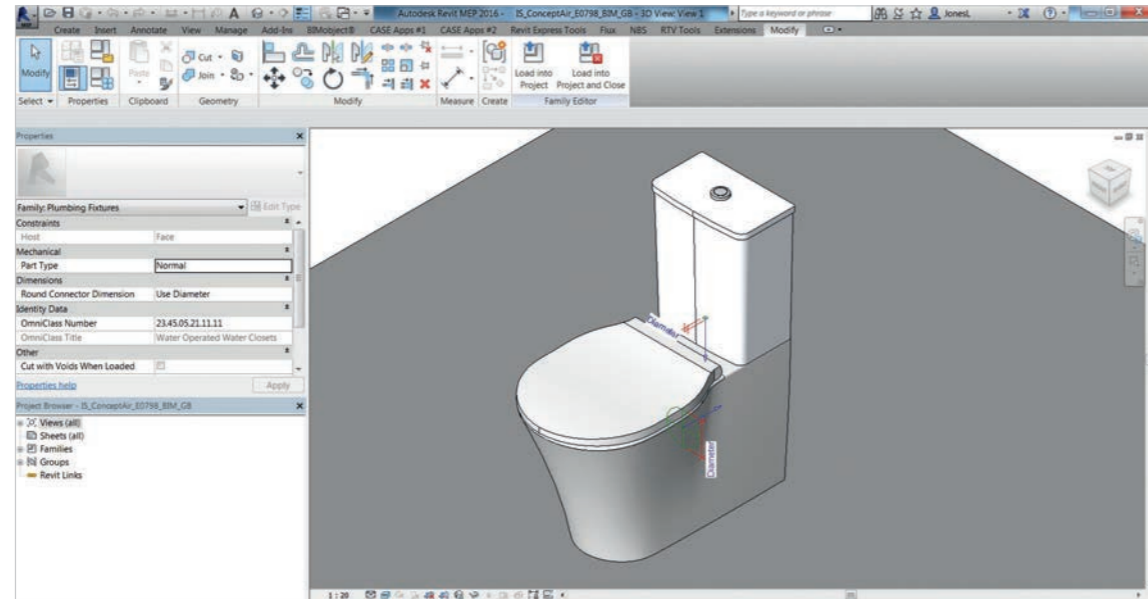 Autodesk Revit MEP 2016 - IS_ConceptAir_E0798_BIM_GB - 3D View: View 1
Type a keyword or phrase
JonesL
Create Insert Annotate View Manage Add-Ins BIMobject® CASE Apps #1 CASE Apps #2 Revit Express Tools Flux NBS RTV Tools Extensions Modify
Modify
Paste
Cut
Join
Load into Project
Load into Project and Close
Select Properties Clipboard Geometry Modify Measure Create Family Editor
Properties
Family: Plumbing Fixtures
Edit Type
Constraints
Host Face
Mechanical
Part Type Normal
Dimensions
Round Connector Dimension Use Diameter
Identity Data
OmniClass Number 23.45.05.21.11.11
OmniClass Title Water Operated Water Closets
Other
Cut with Voids When Loaded
Properties help Apply
Project Browser - IS_ConceptAir_E0798_BIM_GB
Views (all)
Sheets (all)
Families
Groups
Revit Links
Diameter
Diameter
1 : 20